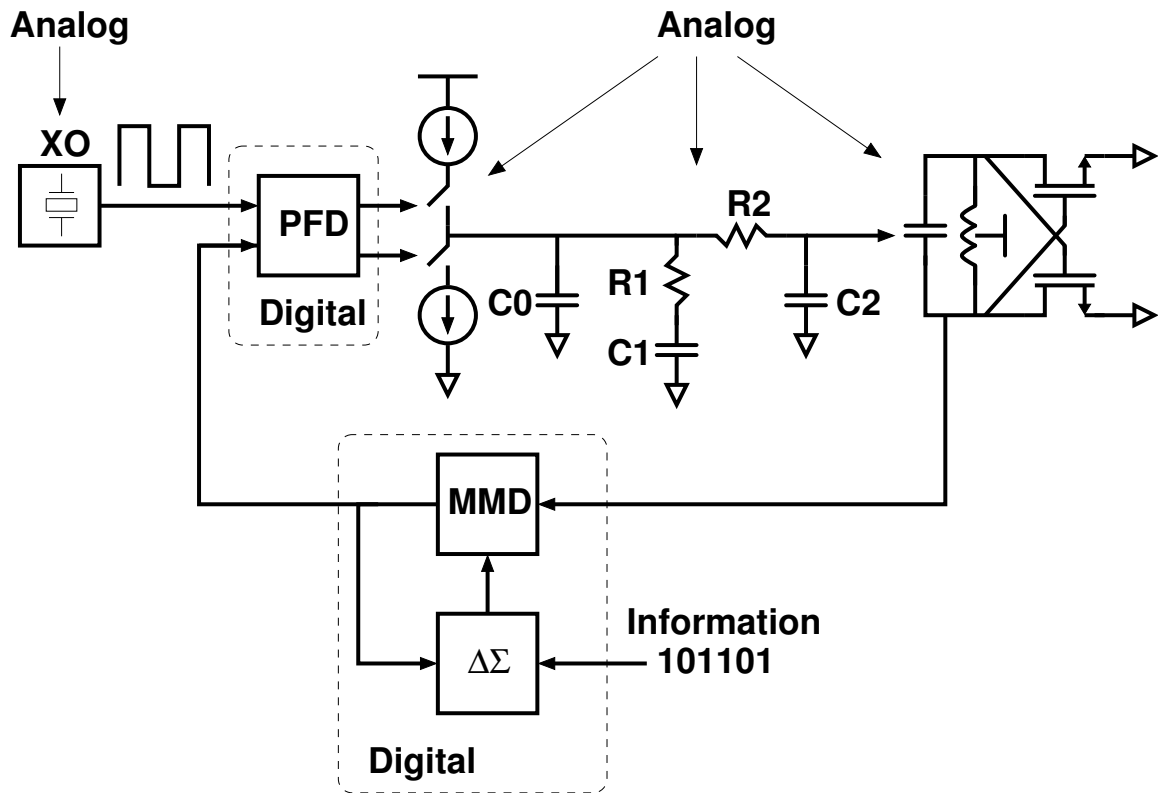 Analog
Analog
XO
PFD
R2
R1
C0
C2
Digital
C1
MMD
Information
101101
ΔΣ
Digital